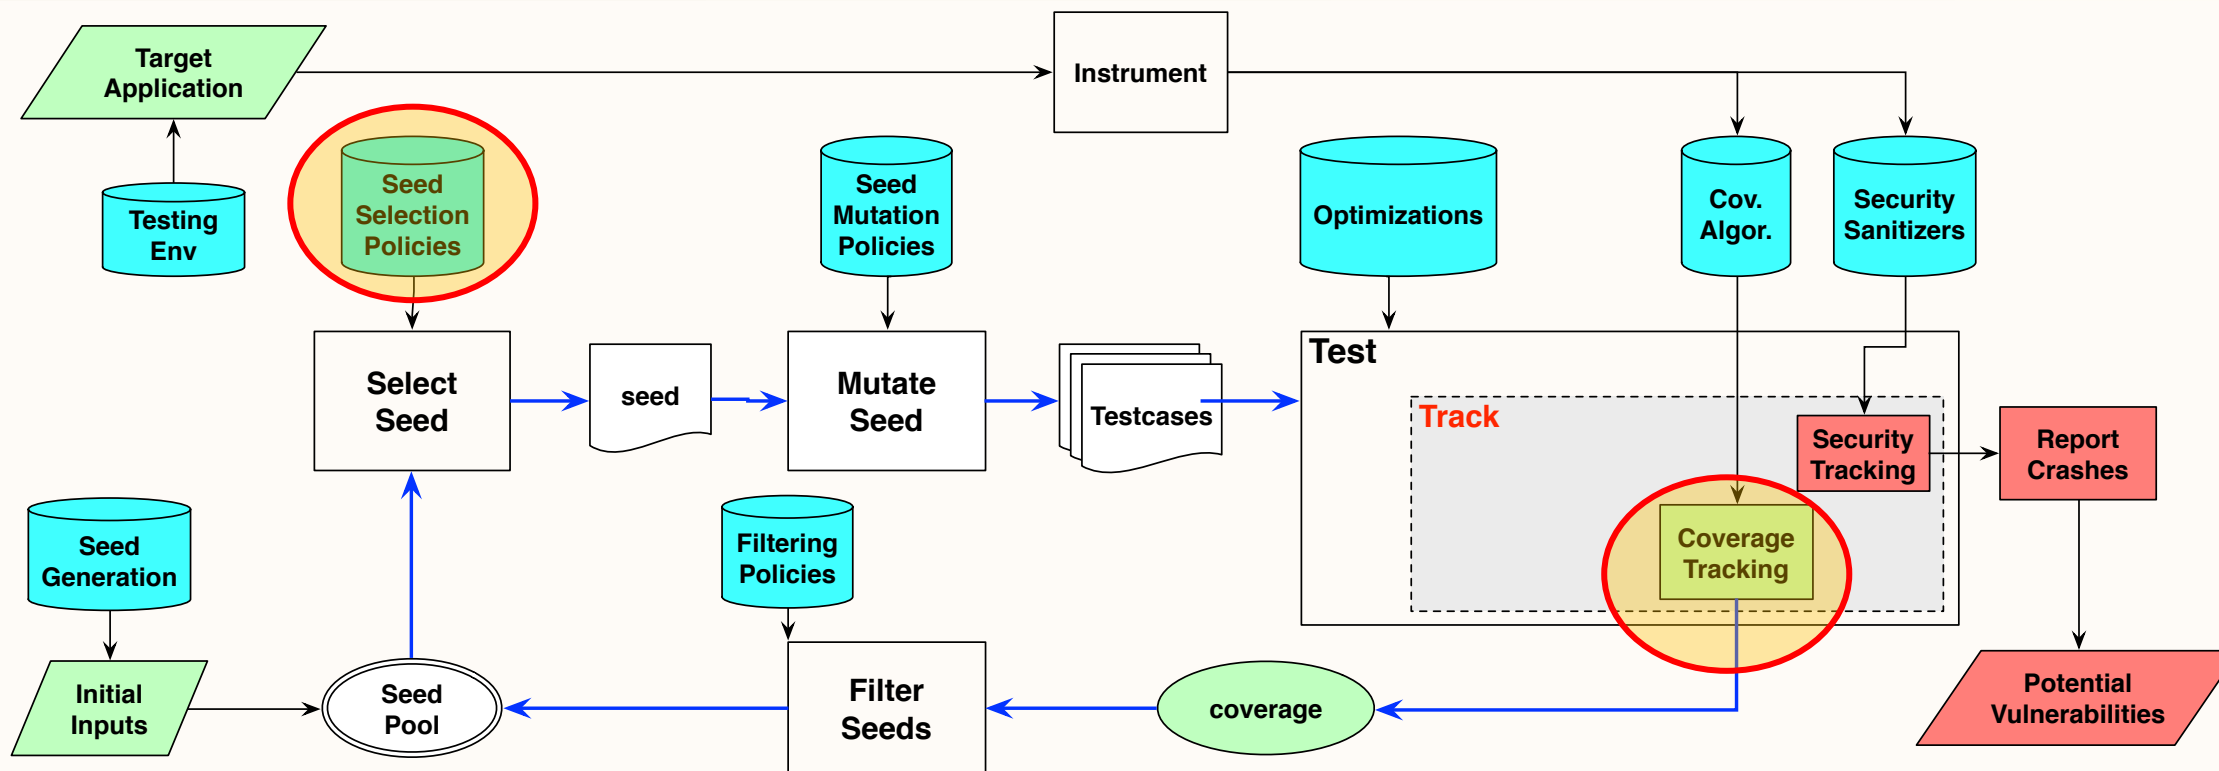 Target
Application
Instrument
Testing
Env
Seed
Selection
Policies
Seed
Mutation
Policies
Optimizations
Cov.
Algor.
Security
Sanitizers
Select
Seed
seed
Mutate
Seed
Testcases
Test
Track
Security
Tracking
Report
Crashes
Coverage
Tracking
Seed
Generation
Filtering
Policies
Initial
Inputs
Seed
Pool
Filter
Seeds
coverage
Potential
Vulnerabilities